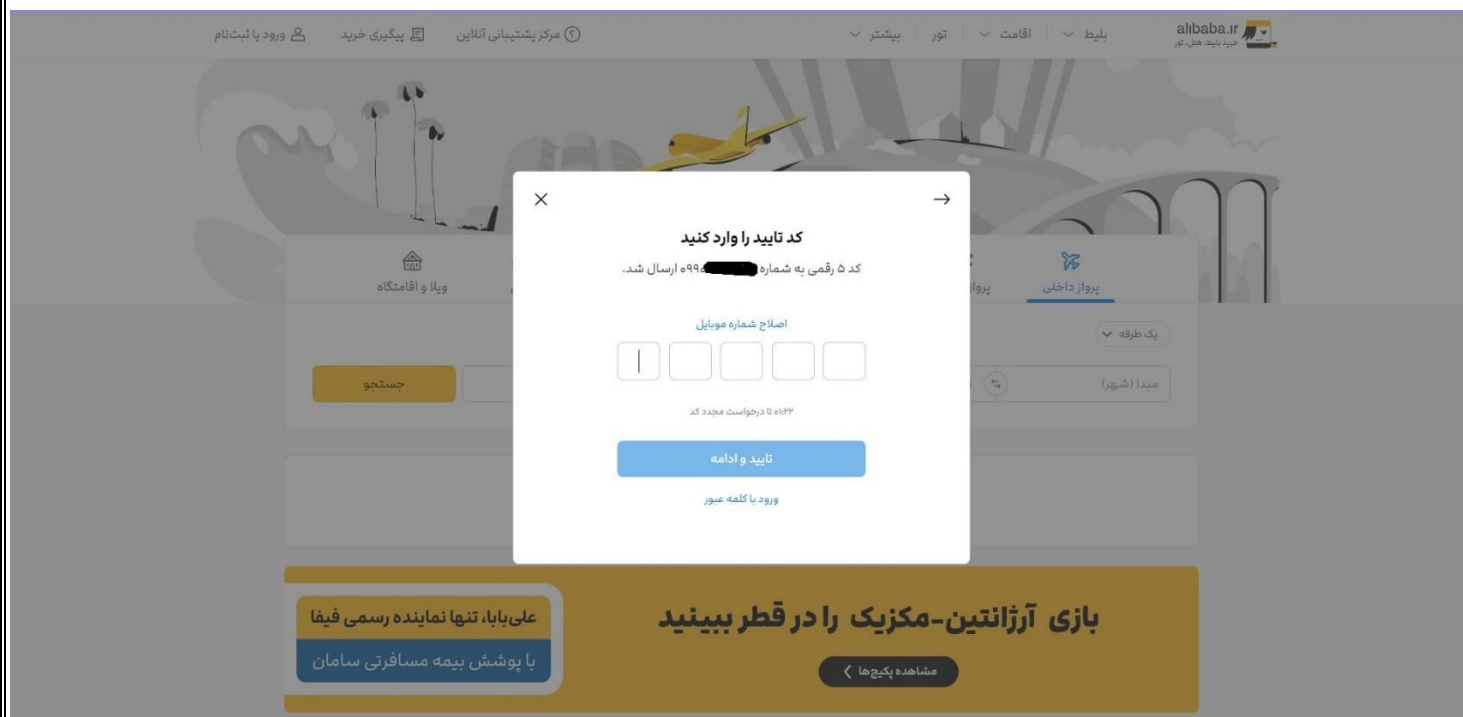 alibaba.ir
خرید بلیط، هتل، تور
بلیط
اقامت
تور
بیشتر
مرکز پشتیبانی آنلاین
پیگیری خرید
ورود یا ثبت‌نام
کد تایید را وارد کنید
کد ۵ رقمی به شماره ۰۹۹۰ ارسال شد.
اصلاح شماره موبایل
۰۱:۲۲ تا درخواست مجدد کد
تایید و ادامه
ورود با کلمه عبور
پرواز داخلی
پرواز
ویلا و اقامتگاه
یک طرفه
مبدا (شهر)
جستجو
بازی آرژانتین-مکزیک را در قطر ببینید
مشاهده پکیج‌ها
علی‌بابا، تنها نماینده رسمی فیفا
با پوشش بیمه مسافرتی سامان